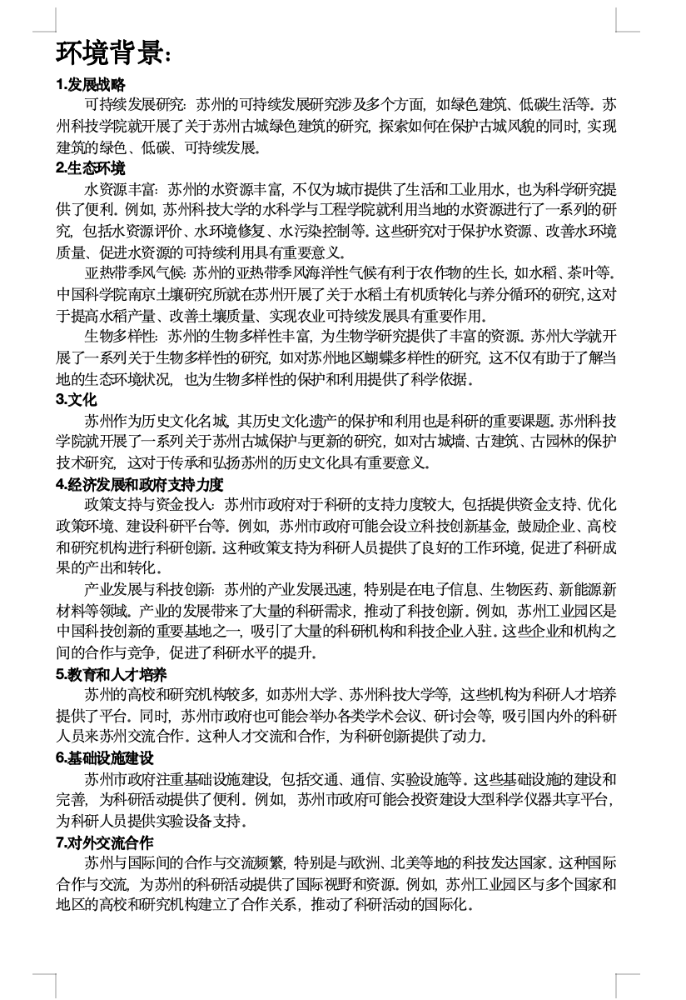 环境背景：
1.发展战略
可持续发展研究：苏州的可持续发展研究涉及多个方面，如绿色建筑、低碳生活等。苏
州科技学院就开展了关于苏州古城绿色建筑的研究，探索如何在保护古城风貌的同时，实现
建筑的绿色、低碳、可持续发展。
2.生态环境
水资源丰富：苏州的水资源丰富，不仅为城市提供了生活和工业用水，也为科学研究提
供了便利。例如，苏州科技大学的水科学与工程学院就利用当地的水资源进行了一系列的研
究，包括水资源评价、水环境修复、水污染控制等。这些研究对于保护水资源、改善水环境
质量、促进水资源的可持续利用具有重要意义。
亚热带季风气候：苏州的亚热带季风海洋性气候有利于农作物的生长，如水稻、茶叶等。
中国科学院南京土壤研究所就在苏州开展了关于水稻土有机质转化与养分循环的研究，这对
于提高水稻产量、改善土壤质量、实现农业可持续发展具有重要作用。
生物多样性：苏州的生物多样性丰富，为生物学研究提供了丰富的资源。苏州大学就开
展了一系列关于生物多样性的研究，如对苏州地区蝴蝶多样性的研究，这不仅有助于了解当
地的生态环境状况，也为生物多样性的保护和利用提供了科学依据。
3.文化
苏州作为历史文化名城，其历史文化遗产的保护和利用也是科研的重要课题。苏州科技
学院就开展了一系列关于苏州古城保护与更新的研究，如对古城墙、古建筑、古园林的保护
技术研究，这对于传承和弘扬苏州的历史文化具有重要意义。
4.经济发展和政府支持力度
政策支持与资金投入：苏州市政府对于科研的支持力度较大，包括提供资金支持、优化
政策环境、建设科研平台等。例如，苏州市政府可能会设立科技创新基金，鼓励企业、高校
和研究机构进行科研创新。这种政策支持为科研人员提供了良好的工作环境，促进了科研成
果的产出和转化。
产业发展与科技创新：苏州的产业发展迅速，特别是在电子信息、生物医药、新能源新
材料等领域。产业的发展带来了大量的科研需求，推动了科技创新。例如，苏州工业园区是
中国科技创新的重要基地之一，吸引了大量的科研机构和科技企业入驻。这些企业和机构之
间的合作与竞争，促进了科研水平的提升。
5.教育和人才培养
苏州的高校和研究机构较多，如苏州大学、苏州科技大学等，这些机构为科研人才培养
提供了平台。同时，苏州市政府也可能会举办各类学术会议、研讨会等，吸引国内外的科研
人员来苏州交流合作。这种人才交流和合作，为科研创新提供了动力。
6.基础设施建设
苏州市政府注重基础设施建设，包括交通、通信、实验设施等。这些基础设施的建设和
完善，为科研活动提供了便利。例如，苏州市政府可能会投资建设大型科学仪器共享平台，
为科研人员提供实验设备支持。
7.对外交流合作
苏州与国际间的合作与交流频繁，特别是与欧洲、北美等地的科技发达国家。这种国际
合作与交流，为苏州的科研活动提供了国际视野和资源。例如，苏州工业园区与多个国家和
地区的高校和研究机构建立了合作关系，推动了科研活动的国际化。